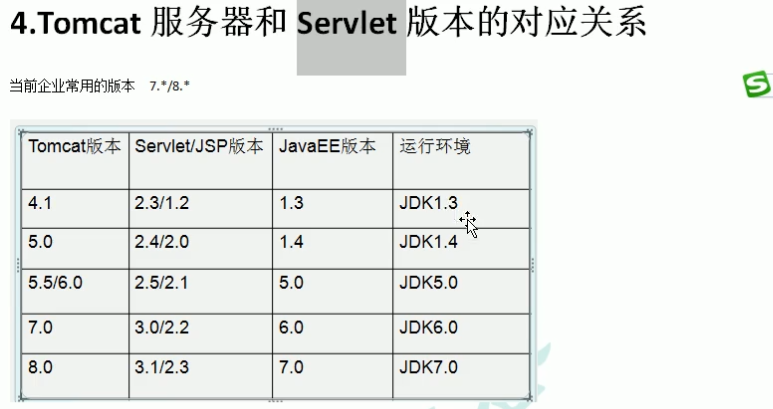 4.Tomcat 服务器和 Servlet 版本的对应关系
当前企业常用的版本 7.*/8.*
Tomcat版本 Servlet/JSP版本 JavaEE版本 运行环境
4.1 2.3/1.2 1.3 JDK1.3
5.0 2.4/2.0 1.4 JDK1.4
5.5/6.0 2.5/2.1 5.0 JDK5.0
7.0 3.0/2.2 6.0 JDK6.0
8.0 3.1/2.3 7.0 JDK7.0